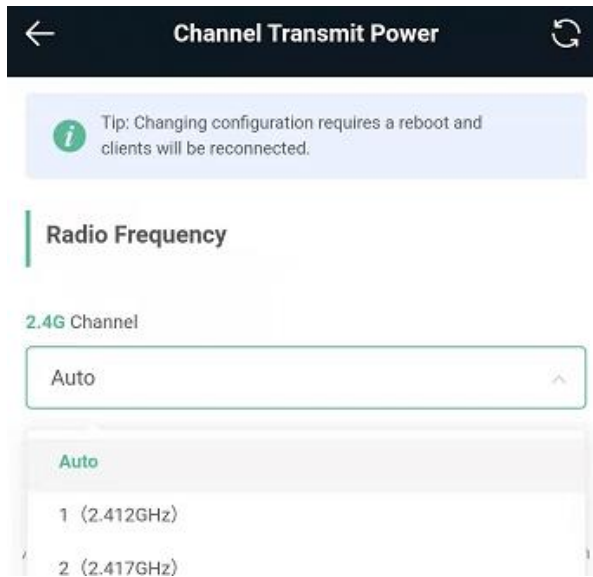 Channel Transmit Power
Tip: Changing configuration requires a reboot and
clients will be reconnected.
Radio Frequency
2.4G Channel
Auto
Auto
1（2.412GHz）
2（2.417GHz）